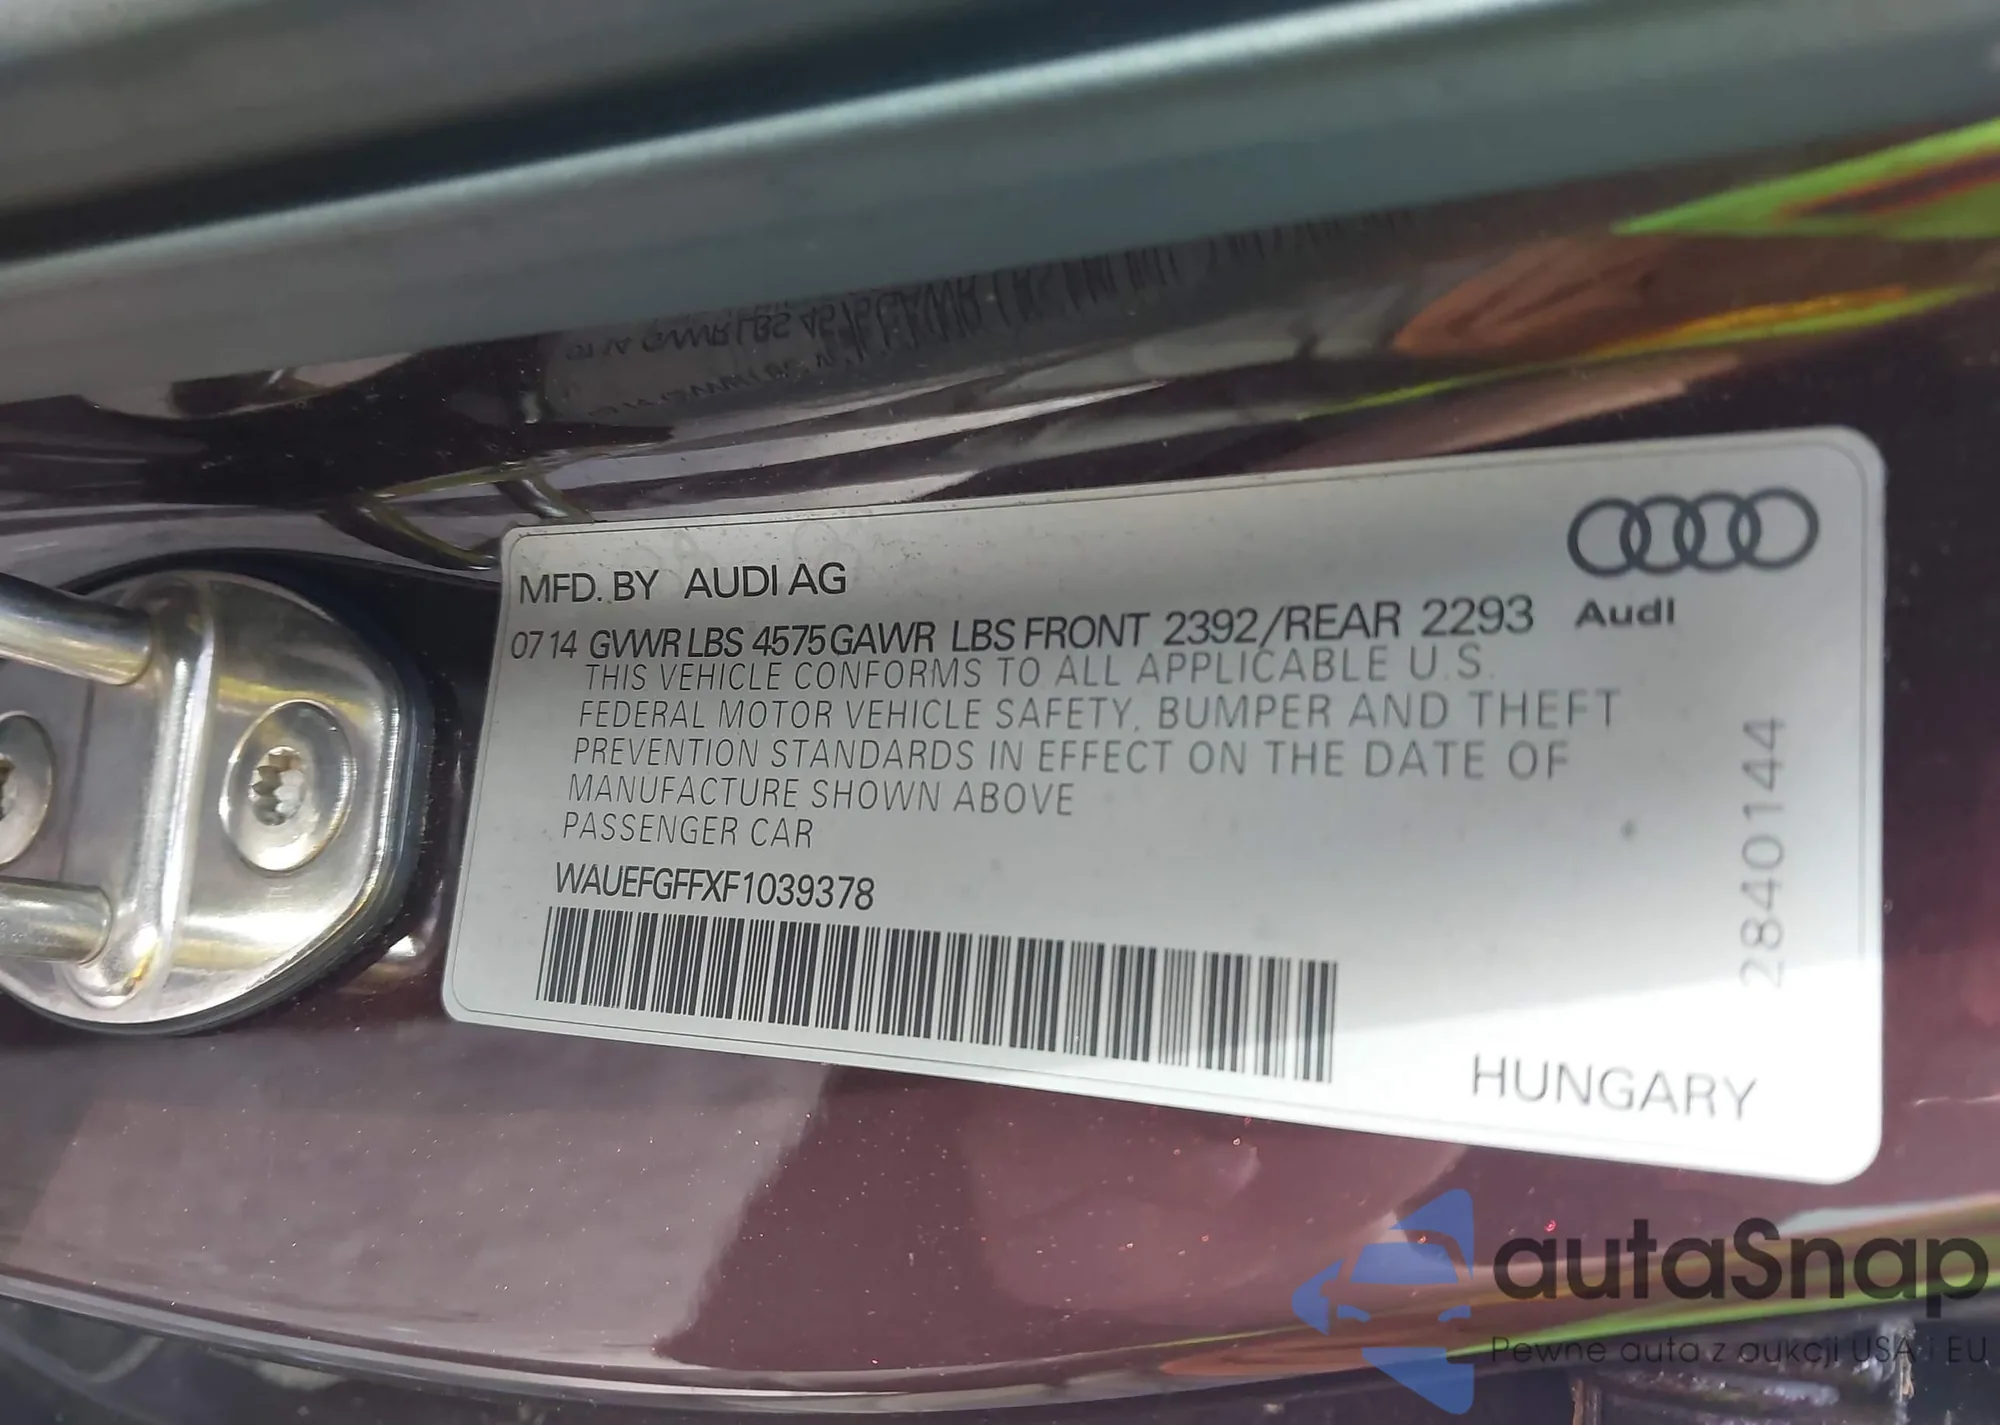 MFD. BY AUDI AG
Audi
07 14 GVWR LBS 4575 GAWR LBS FRONT 2392/REAR 2293
THIS VEHICLE CONFORMS TO ALL APPLICABLE U.S.
FEDERAL MOTOR VEHICLE SAFETY, BUMPER AND THEFT
PREVENTION STANDARDS IN EFFECT ON THE DATE OF
MANUFACTURE SHOWN ABOVE
PASSENGER CAR
WAUEFGFFXF1039378
2840144
HUNGARY
autaSnap
Pewne auta z aukcji USA i EU